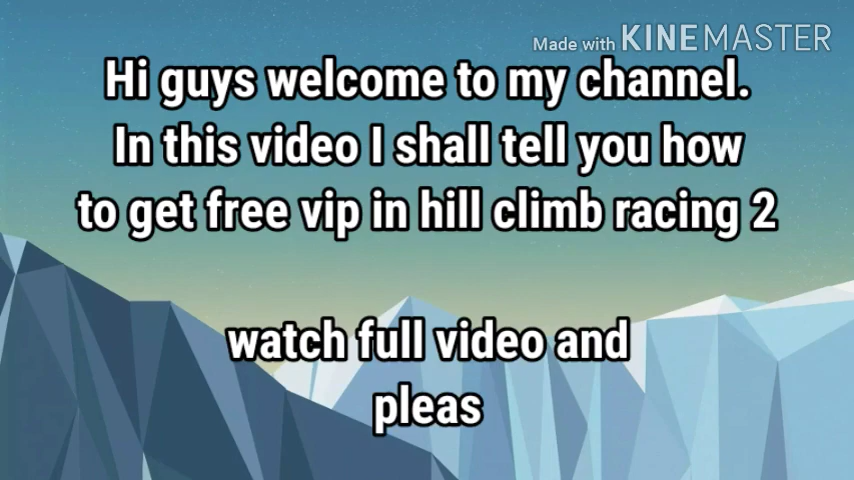 Made with KINEMASTER
Hi guys welcome to my channel.
In this video I shall tell you how
to get free vip in hill climb racing 2
watch full video and
pleas